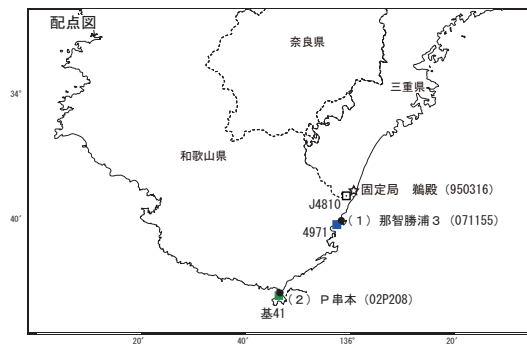 配点図
奈良県
三重県
34°
和歌山県
固定局 鵜殿(950316)
J4810
40′
(1)那智勝浦3(071155)
4971
(2)P串本(02P208)
基41
20′
40′
136°
20′